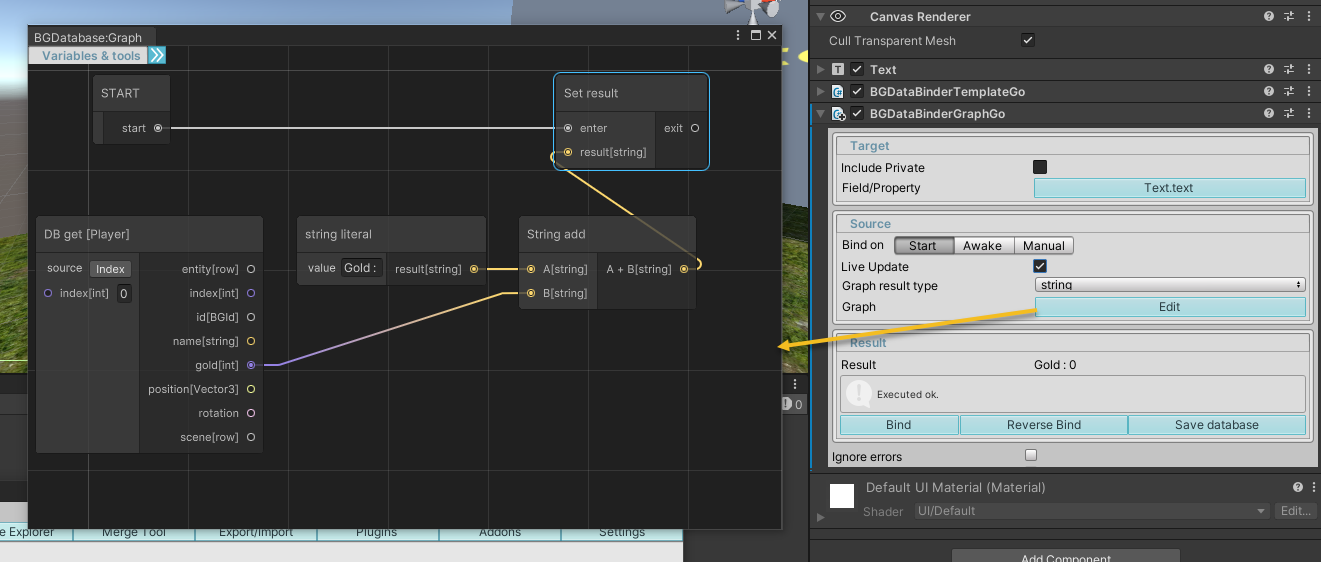 BGDatabase:Graph
Variables & tools
START
start
Set result
enter
exit
result[string]
DB get [Player]
source
Index
index[int]
0
entity[row]
index[int]
id[BGId]
name[string]
gold[int]
position[Vector3]
rotation
scene[row]
string literal
value
Gold :
result[string]
String add
A[string]
A + B[string]
B[string]
0
e Explorer
Merge Tool
Export/Import
Plugins
Addons
Settings
Canvas Renderer
Cull Transparent Mesh
Text
BGDataBinderTemplateGo
BGDataBinderGraphGo
Target
Include Private
Field/Property
Text.text
Source
Bind on
Start
Awake
Manual
Live Update
Graph result type
string
Graph
Edit
Result
Result
Gold : 0
Executed ok.
Bind
Reverse Bind
Save database
Ignore errors
Default UI Material (Material)
Shader
UI/Default
Edit...
Add Component